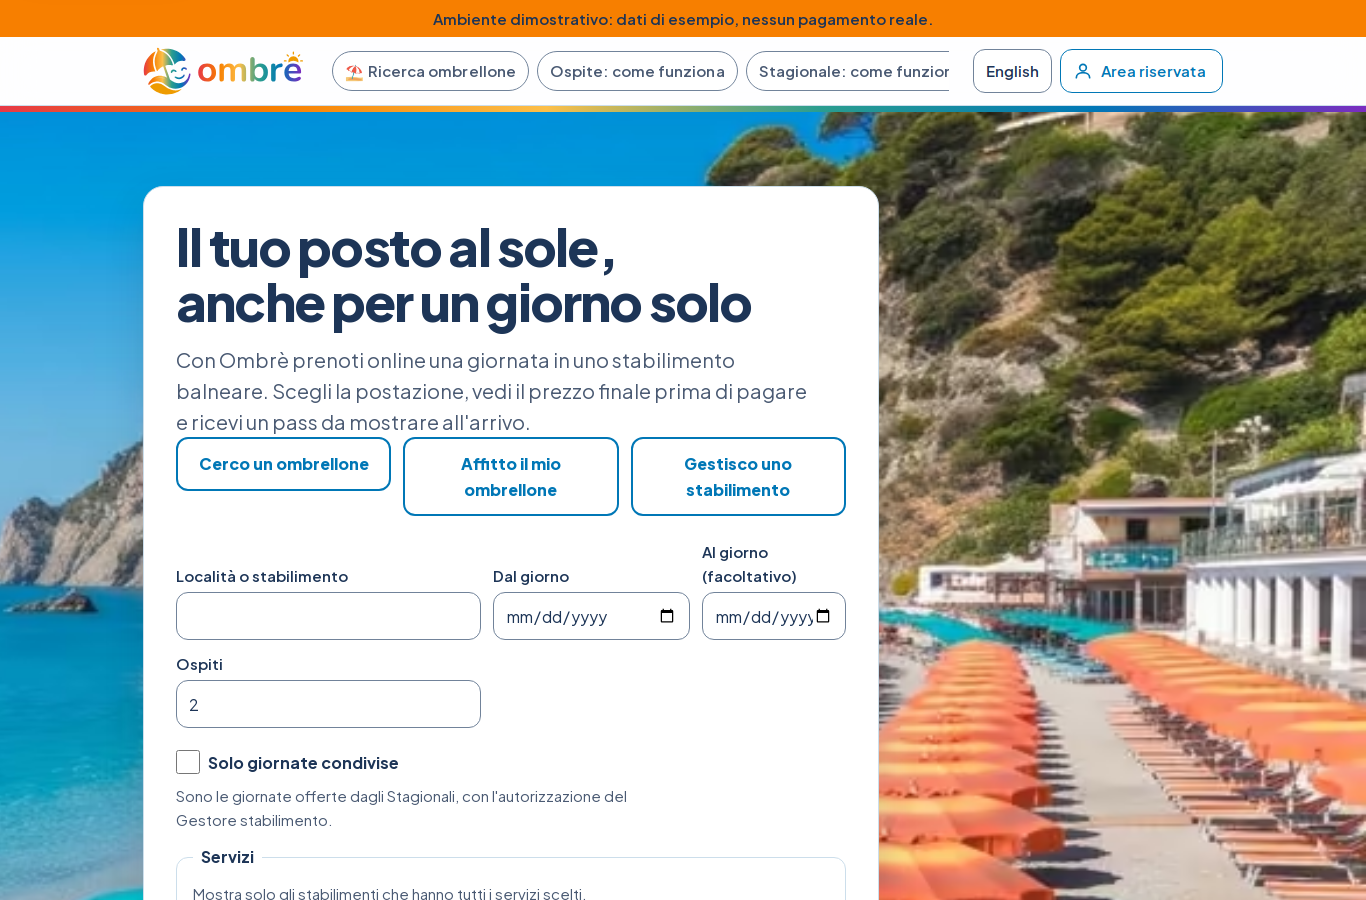 Ambiente dimostrativo: dati di esempio, nessun pagamento reale.
ombrè
Ricerca ombrellone
Ospite: come funziona
Stagionale: come funzion
English
Area riservata
Il tuo posto al sole,
anche per un giorno solo
Con Ombrè prenoti online una giornata in uno stabilimento
balneare. Scegli la postazione, vedi il prezzo finale prima di pagare
e ricevi un pass da mostrare all'arrivo.
Cerco un ombrellone
Affitto il mio
ombrellone
Gestisco uno
stabilimento
Località o stabilimento
Dal giorno
Al giorno
(facoltativo)
mm/dd/yyyy
mm/dd/yyyy
Ospiti
2
Solo giornate condivise
Sono le giornate offerte dagli Stagionali, con l'autorizzazione del
Gestore stabilimento.
Servizi
Mostra solo gli stabilimenti che hanno tutti i servizi scelti.